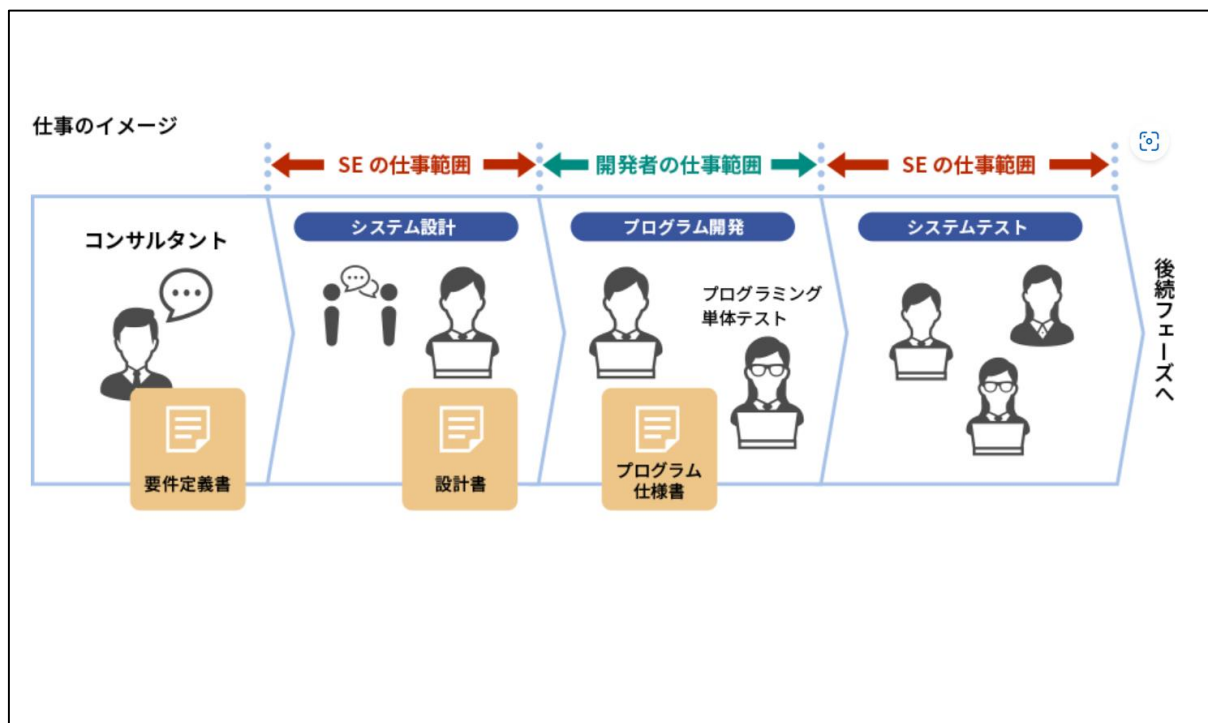 仕事のイメージ
SE の仕事範囲
開発者の仕事範囲
SE の仕事範囲
コンサルタント
要件定義書
システム設計
設計書
プログラム開発
プログラミング
単体テスト
プログラム
仕様書
システムテスト
後続フェーズへ